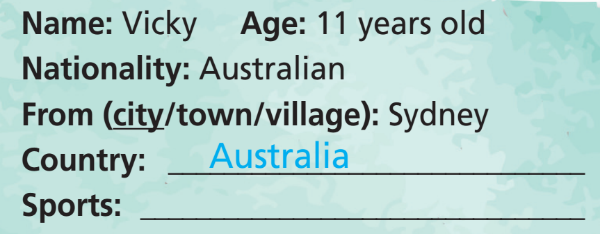 Name: Vicky Age: 11 years old
Nationality: Australian
From (city/town/village): Sydney
Country: Australia
Sports: